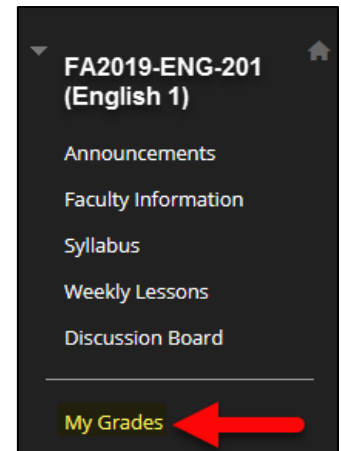 FA2019-ENG-201
(English 1)
Announcements
Faculty Information
Syllabus
Weekly Lessons
Discussion Board
My Grades